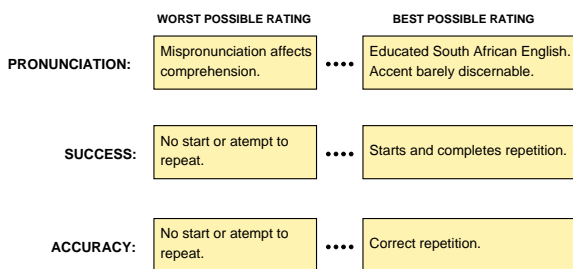 WORST POSSIBLE RATING BEST POSSIBLE RATING
PRONUNCIATION:
Mispronunciation affects
comprehension.
Educated South African English.
Accent barely discernable.
SUCCESS:
No start or atempt to
repeat.
Starts and completes repetition.
ACCURACY:
No start or atempt to
repeat.
Correct repetition.